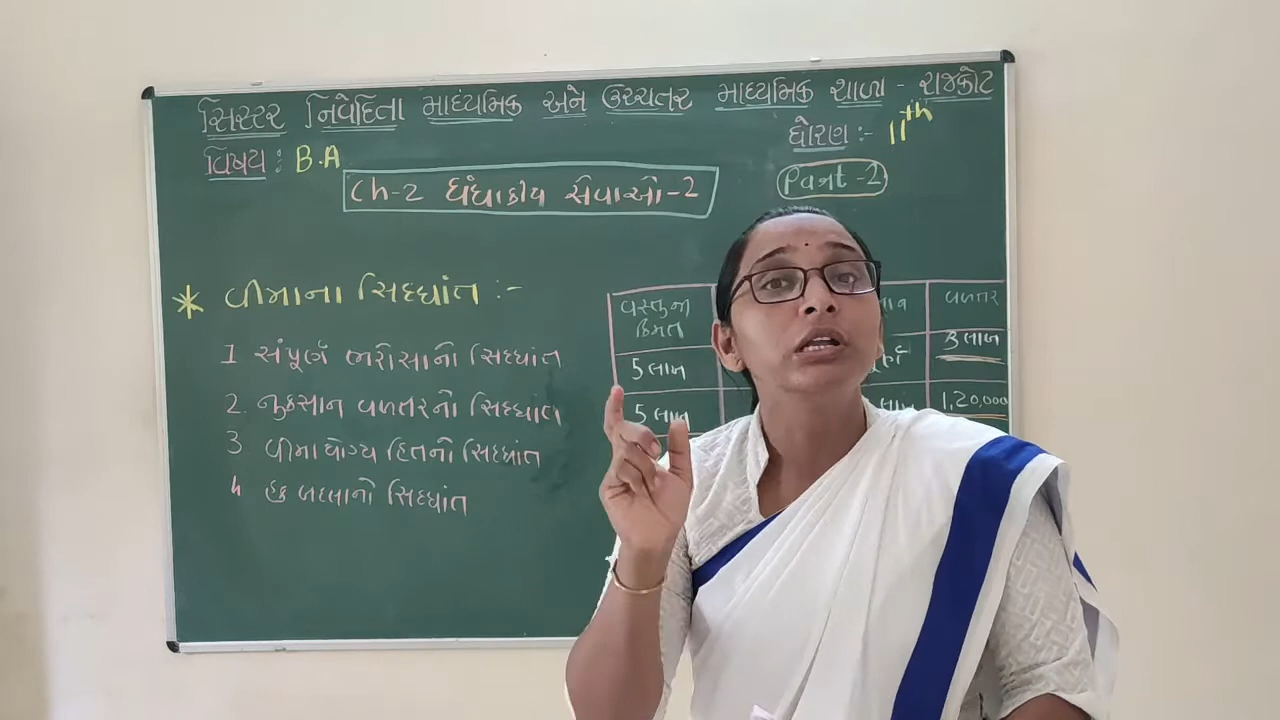 સિસ્ટર નિવેદિતા માધ્યમિક અને ઉચ્ચતર માધ્યમિક શાળા - રાજકોટ
ધોરણ :- 11th
વિષય : B.A
Part-2
Ch-2 ધંધાકીય સેવાઓ-2
* વીમાના સિદ્ધાંત :-
1 સંપૂર્ણ ભરોસાનો સિદ્ધાંત
2. નુકસાન વળતરનો સિદ્ધાંત
3 વીમાયોગ્ય હિતનો સિદ્ધાંત
4 હક બદલાનો સિદ્ધાંત
વસ્તુની કિંમત વળતર
5 લાખ 3 લાખ
5 લાખ 1,20,000